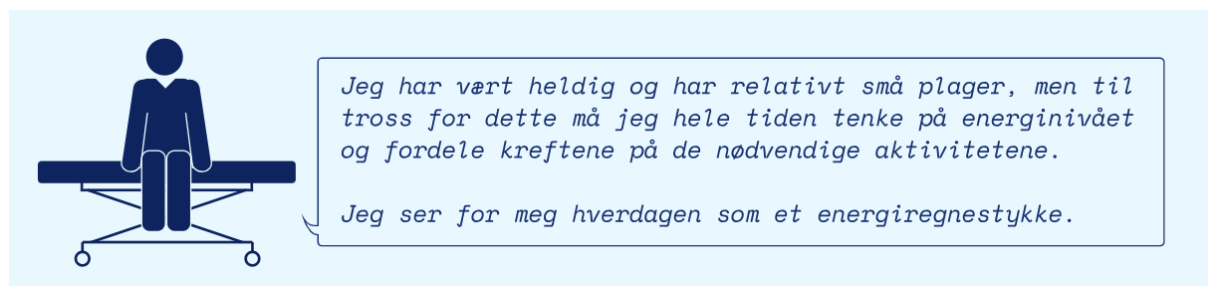 Jeg har vært heldig og har relativt små plager, men til
tross for dette må jeg hele tiden tenke på energinivået
og fordele kreftene på de nødvendige aktivitetene.
Jeg ser for meg hverdagen som et energiregnestykke.